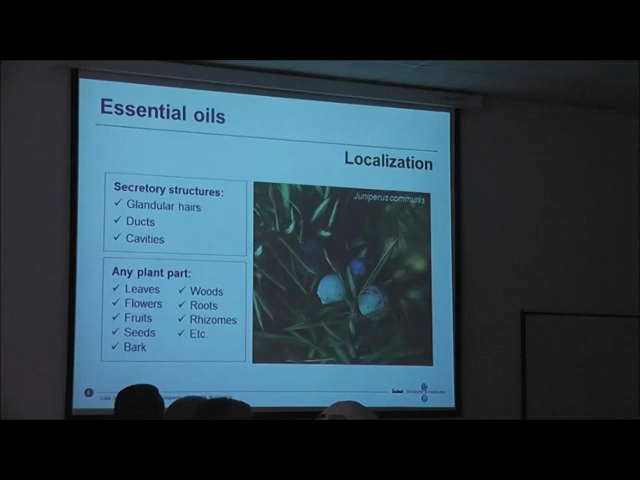 Essential oils
Localization
Secretory structures:
✓ Glandular hairs
✓ Ducts
✓ Cavities
Any plant part:
✓ Leaves
✓ Flowers
✓ Fruits
✓ Seeds
✓ Bark
✓ Woods
✓ Roots
✓ Rhizomes
✓ Etc.
Juniperus communis